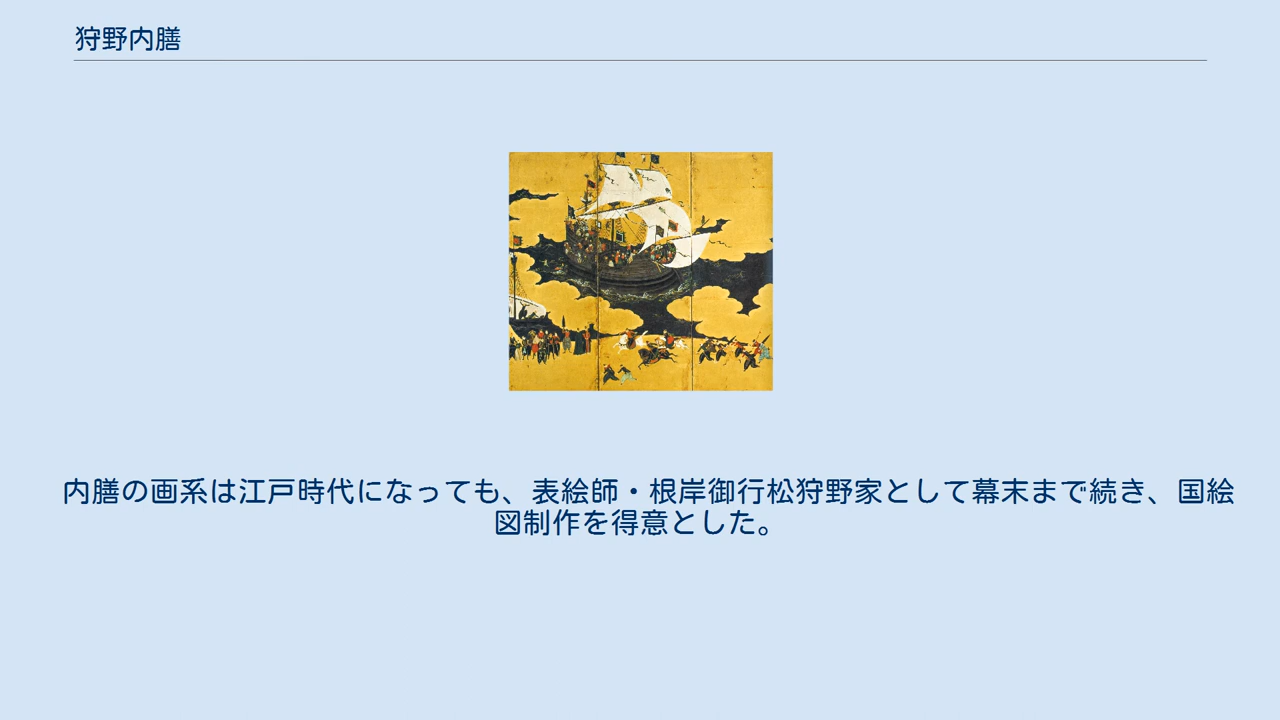 狩野内膳
内膳の画系は江戸時代になっても、表絵師・根岸御行松狩野家として幕末まで続き、国絵
図制作を得意とした。